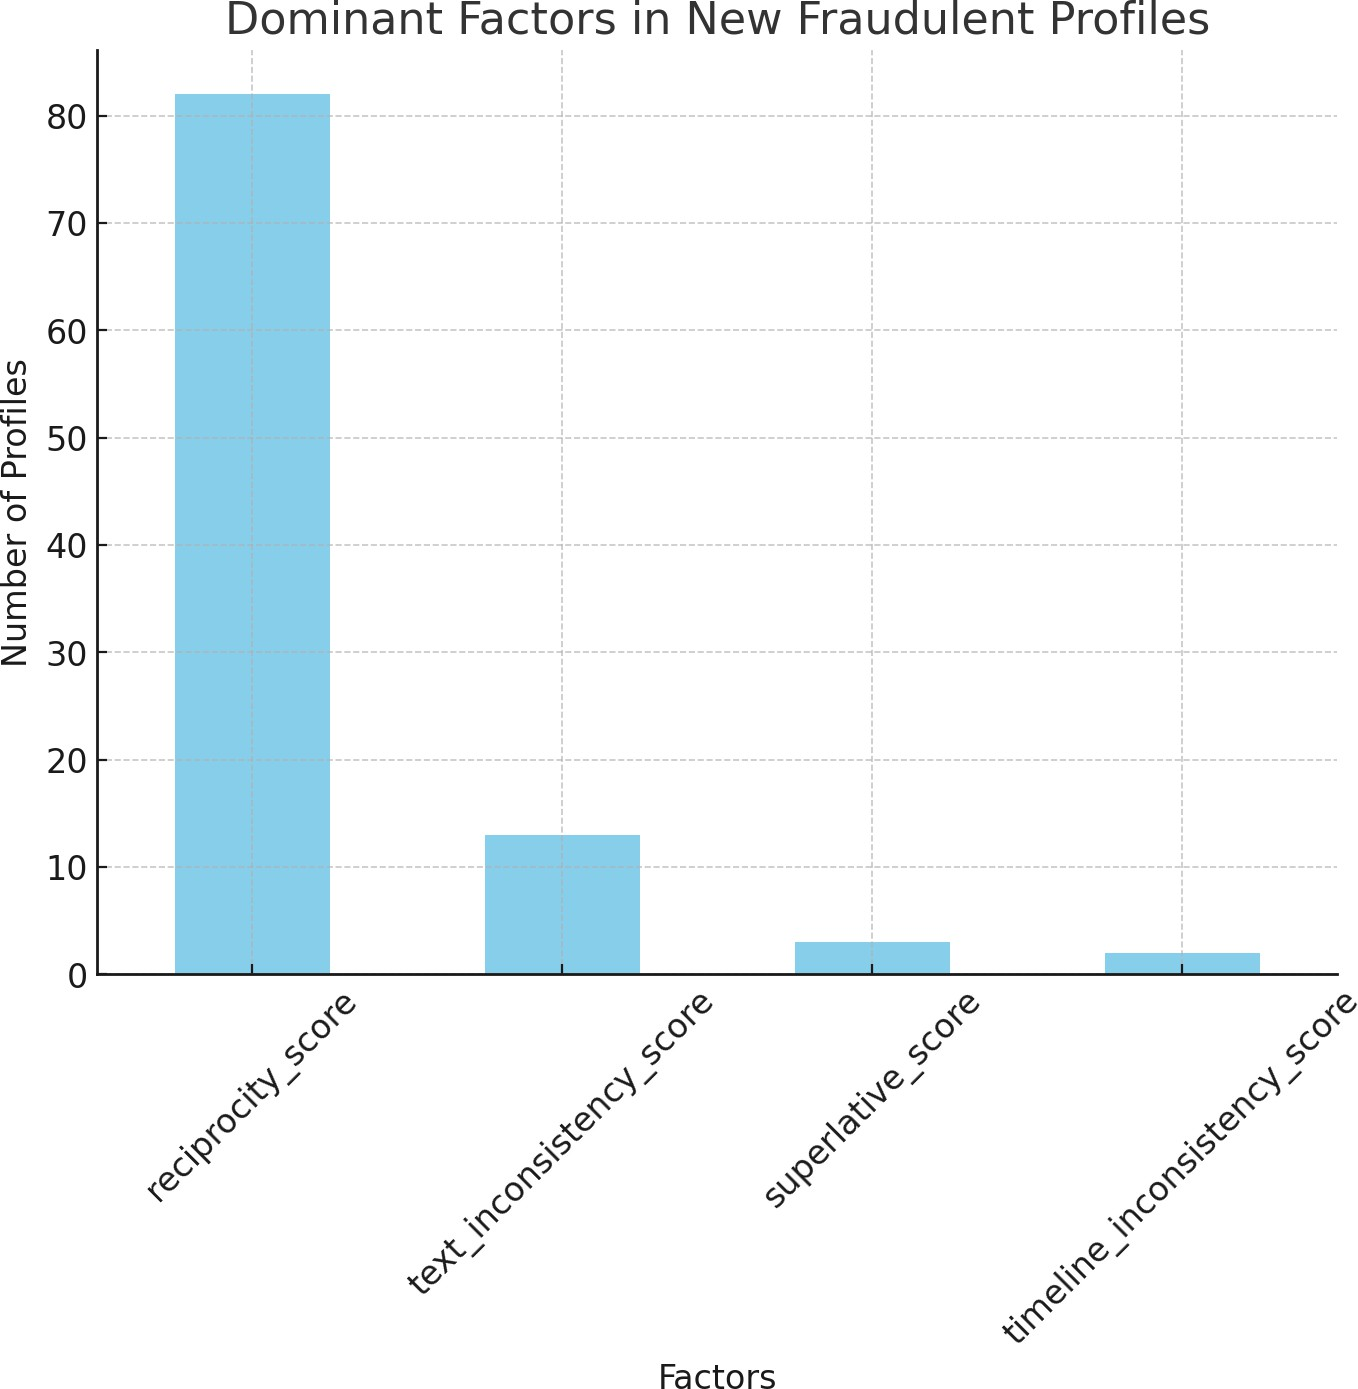 Dominant Factors in New Fraudulent Profiles
Number of Profiles
80
70
60
50
40
30
20
10
0
reciprocity_score
text_inconsistency_score
superlative_score
timeline_inconsistency_score
Factors